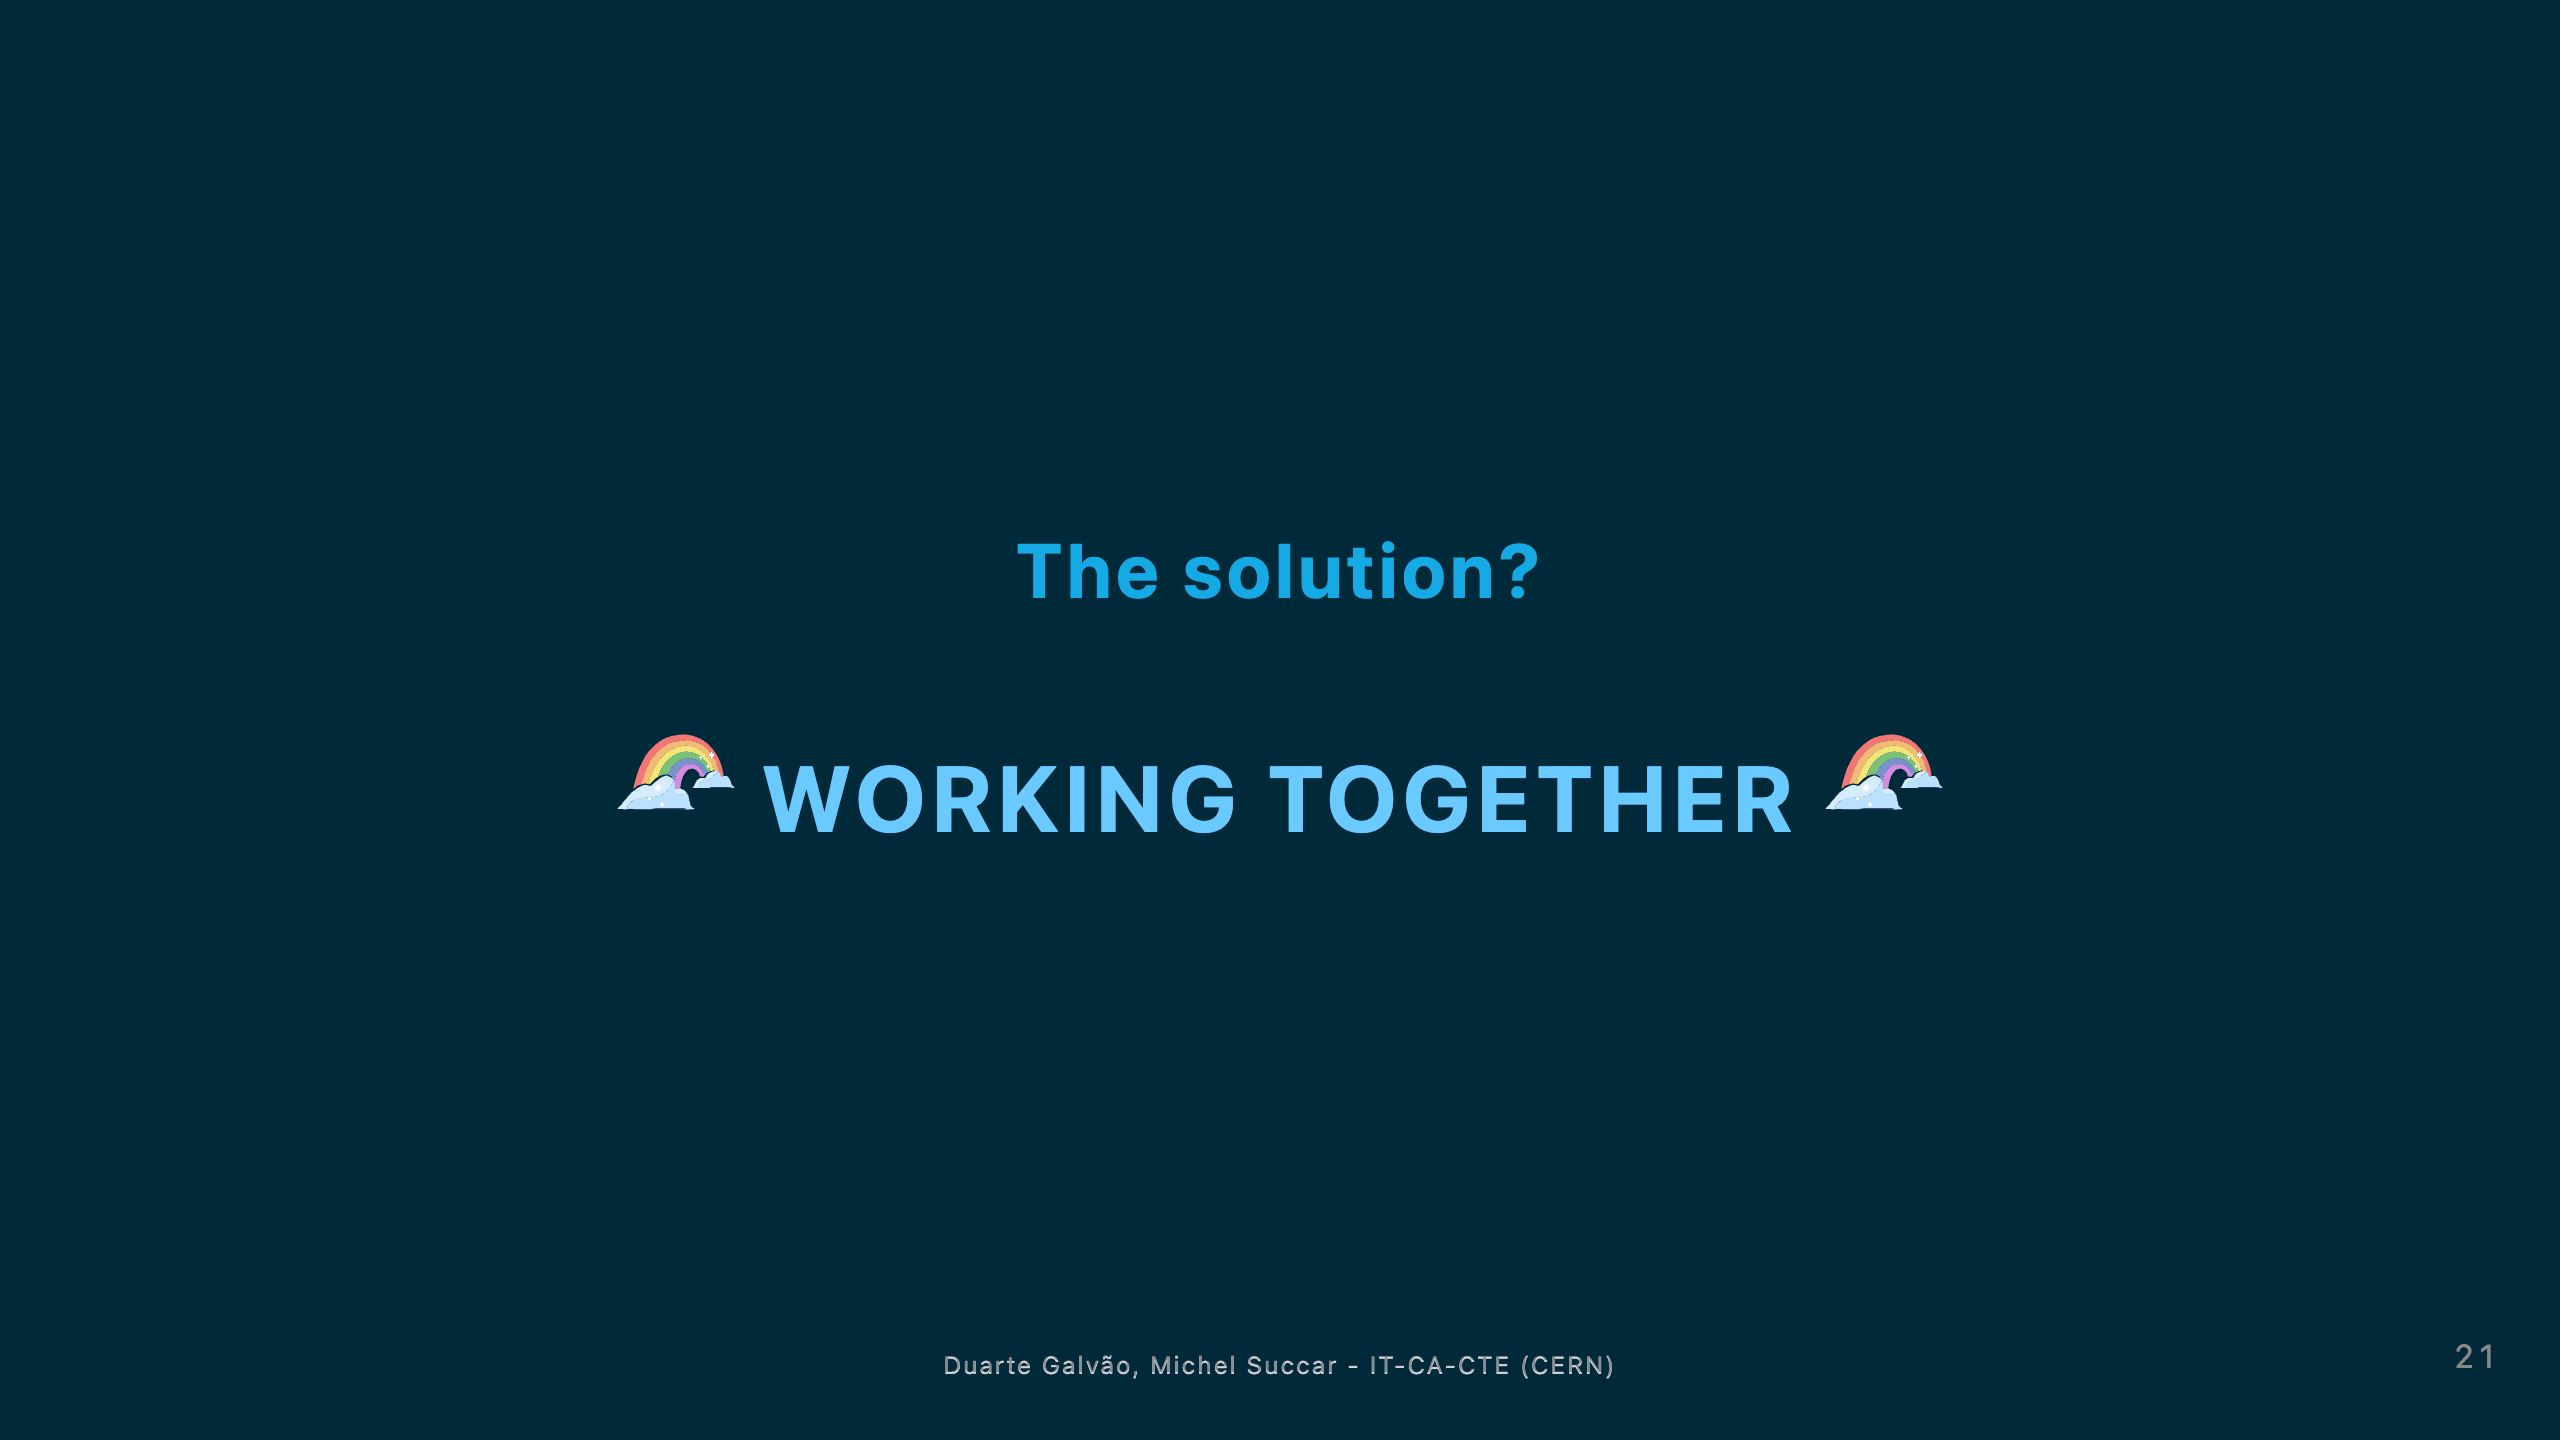 The solution?
WORKING TOGETHER
Duarte Galvão, Michel Succar - IT-CA-CTE (CERN)
21